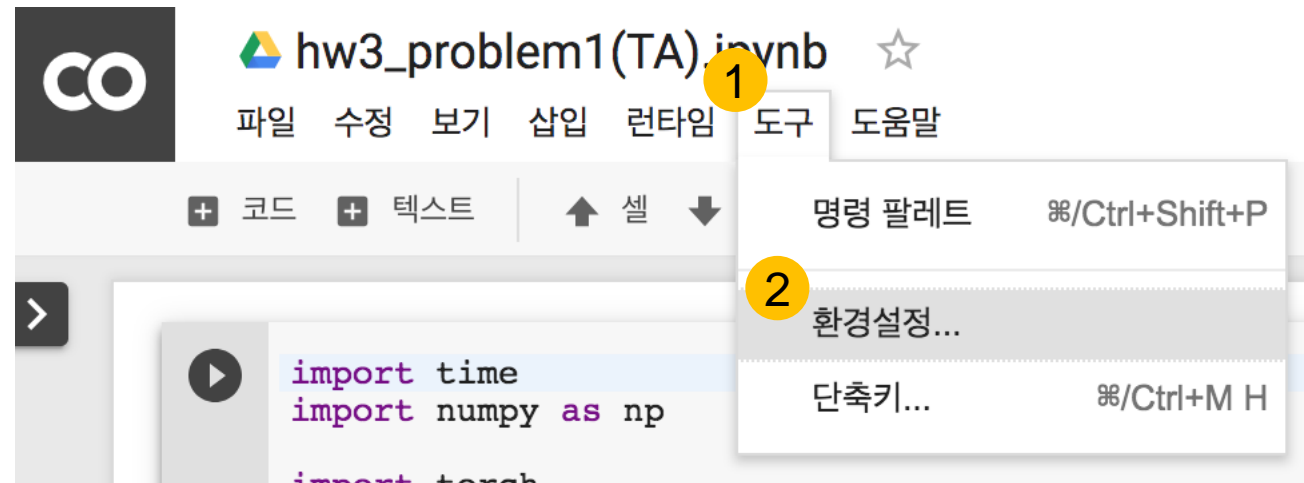 CO
hw3_problem1(TA).ipynb
1
파일 수정 보기 삽입 런타임 도구 도움말
코드 텍스트 셀
명령 팔레트 ⌘/Ctrl+Shift+P
2
환경설정...
단축키... ⌘/Ctrl+M H
import time
import numpy as np
import torch